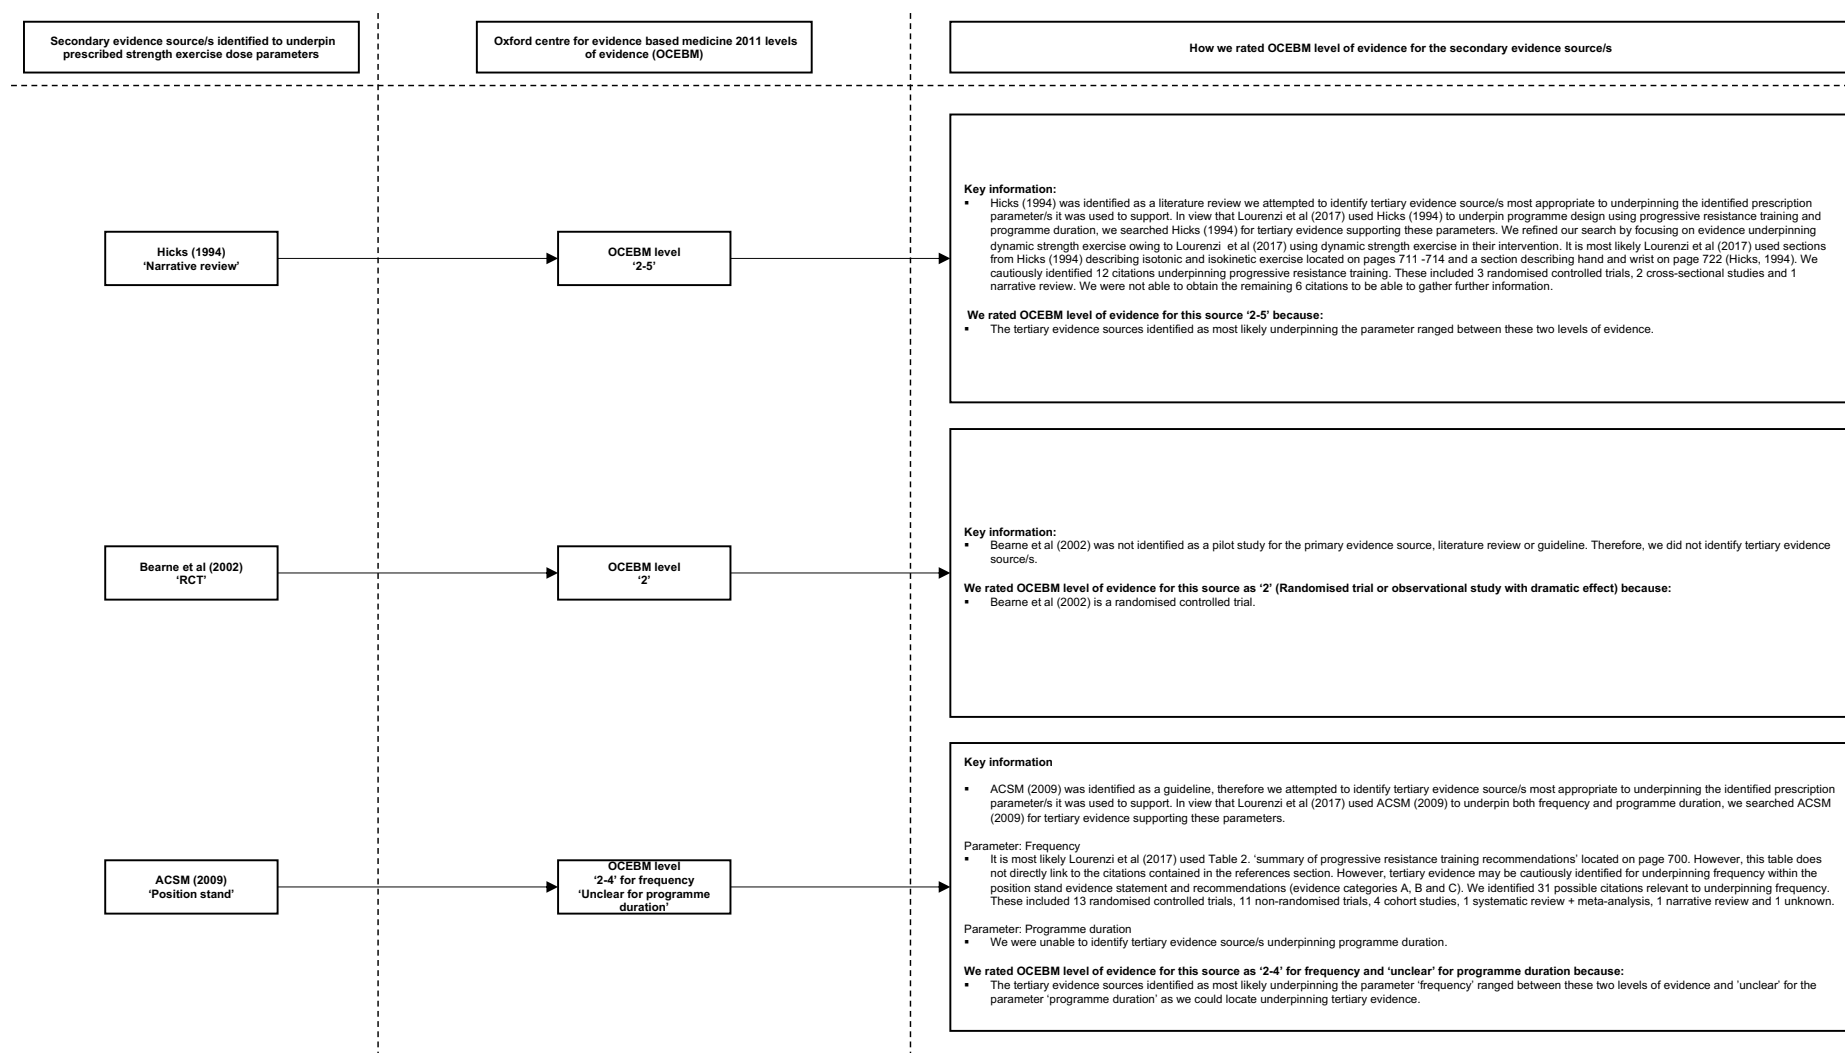 Secondary evidence source/s identified to underpin
prescribed strength exercise dose parameters
Oxford centre for evidence based medicine 2011 levels
of evidence (OCEBM)
How we rated OCEBM level of evidence for the secondary evidence source/s
Hicks (1994)
‘Narrative review’
OCEBM level
‘2-5’
Key information:
▪ Hicks (1994) was identified as a literature review we attempted to identify tertiary evidence source/s most appropriate to underpinning the identified prescription
parameter/s it was used to support. In view that Lourenzi et al (2017) used Hicks (1994) to underpin programme design using progressive resistance training and
programme duration, we searched Hicks (1994) for tertiary evidence supporting these parameters. We refined our search by focusing on evidence underpinning
dynamic strength exercise owing to Lourenzi et al (2017) using dynamic strength exercise in their intervention. It is most likely Lourenzi et al (2017) used sections
from Hicks (1994) describing isotonic and isokinetic exercise located on pages 711 -714 and a section describing hand and wrist on page 722 (Hicks, 1994). We
cautiously identified 12 citations underpinning progressive resistance training. These included 3 randomised controlled trials, 2 cross-sectional studies and 1
narrative review. We were not able to obtain the remaining 6 citations to be able to gather further information.
We rated OCEBM level of evidence for this source ‘2-5’ because:
▪ The tertiary evidence sources identified as most likely underpinning the parameter ranged between these two levels of evidence.
Bearne et al (2002)
‘RCT’
OCEBM level
‘2’
Key information:
▪ Bearne et al (2002) was not identified as a pilot study for the primary evidence source, literature review or guideline. Therefore, we did not identify tertiary evidence
source/s.
We rated OCEBM level of evidence for this source as ‘2’ (Randomised trial or observational study with dramatic effect) because:
▪ Bearne et al (2002) is a randomised controlled trial.
ACSM (2009)
‘Position stand’
OCEBM level
‘2-4’ for frequency
‘Unclear for programme
duration’
Key information
▪ ACSM (2009) was identified as a guideline, therefore we attempted to identify tertiary evidence source/s most appropriate to underpinning the identified prescription
parameter/s it was used to support. In view that Lourenzi et al (2017) used ACSM (2009) to underpin both frequency and programme duration, we searched ACSM
(2009) for tertiary evidence supporting these parameters.
Parameter: Frequency
▪ It is most likely Lourenzi et al (2017) used Table 2. ‘summary of progressive resistance training recommendations’ located on page 700. However, this table does
not directly link to the citations contained in the references section. However, tertiary evidence may be cautiously identified for underpinning frequency within the
position stand evidence statement and recommendations (evidence categories A, B and C). We identified 31 possible citations relevant to underpinning frequency.
These included 13 randomised controlled trials, 11 non-randomised trials, 4 cohort studies, 1 systematic review + meta-analysis, 1 narrative review and 1 unknown.
Parameter: Programme duration
▪ We were unable to identify tertiary evidence source/s underpinning programme duration.
We rated OCEBM level of evidence for this source as ‘2-4’ for frequency and ‘unclear’ for programme duration because:
▪ The tertiary evidence sources identified as most likely underpinning the parameter ‘frequency’ ranged between these two levels of evidence and ’unclear’ for the
parameter ‘programme duration’ as we could locate underpinning tertiary evidence.